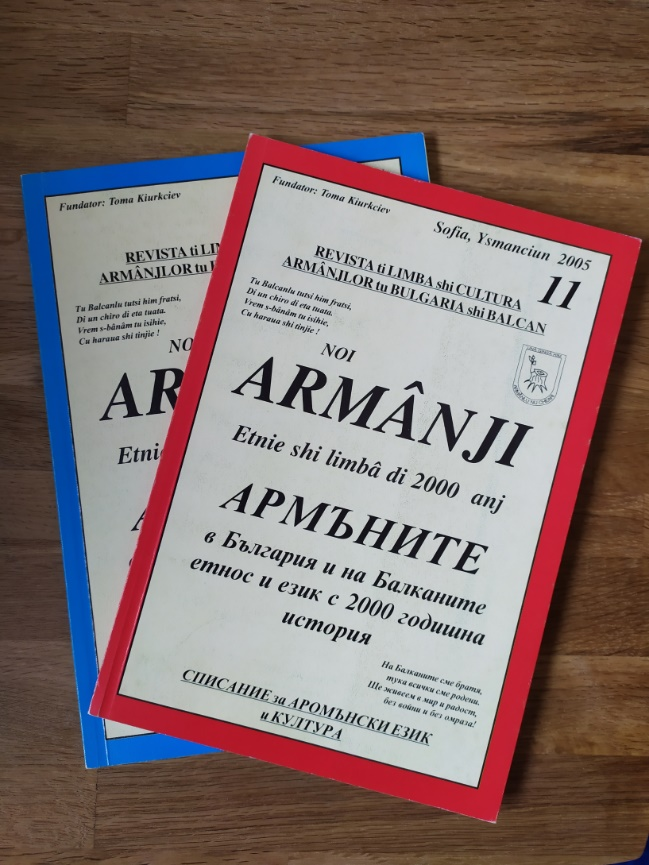 Fundator: Toma Kiurkciev
REVISTA ti
ARMÂNJLOR tu
Tu Balcanlu tutsi him fratsi,
Di un chiro di eta tuata.
Vrem s-bânâm tu isihie,
Cu haraua shi tinjie !
Fundator: Toma Kiurkciev
Sofia, Ysmanciun 2005
11
REVISTA ti LIMBA shi CULTURA
ARMÂNJLOR tu BULGARIA shi BALCAN
Tu Balcanlu tutsi him fratsi,
Di un chiro di eta tuata.
Vrem s-bânâm tu isihie,
Cu haraua shi tinjie !
NOI
ARMÂNJI
Etnie shi limbâ di 2000 anj
АРМЪНИТЕ
в България и на Балканите
етнос и език с 2000 годишна
история
На Балканите сме братя,
тука всички сме родени.
Ще живеем в мир и радост,
без войни и без омраза!
СПИСАНИЕ за АРОМЪНСКИ ЕЗИК
и КУЛТУРА